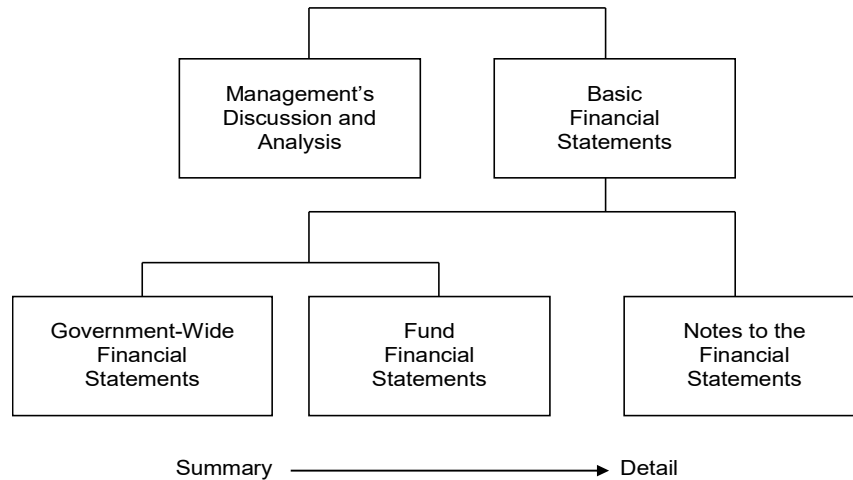 Management’s
Discussion and
Analysis
Basic
Financial
Statements
Government-Wide
Financial
Statements
Fund
Financial
Statements
Notes to the
Financial
Statements
Summary
Detail